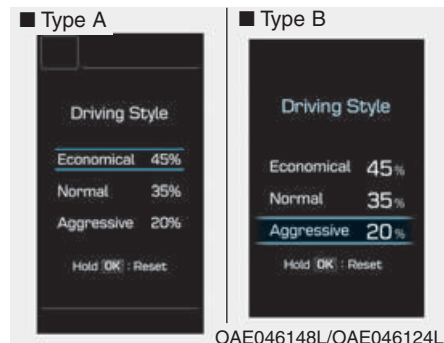 ■ Type A
Driving Style
Economical 45%
Normal 35%
Aggressive 20%
Hold OK : Reset
■ Type B
Driving Style
Economical 45%
Normal 35%
Aggressive 20%
Hold OK : Reset
OAE046148L/OAE046124L